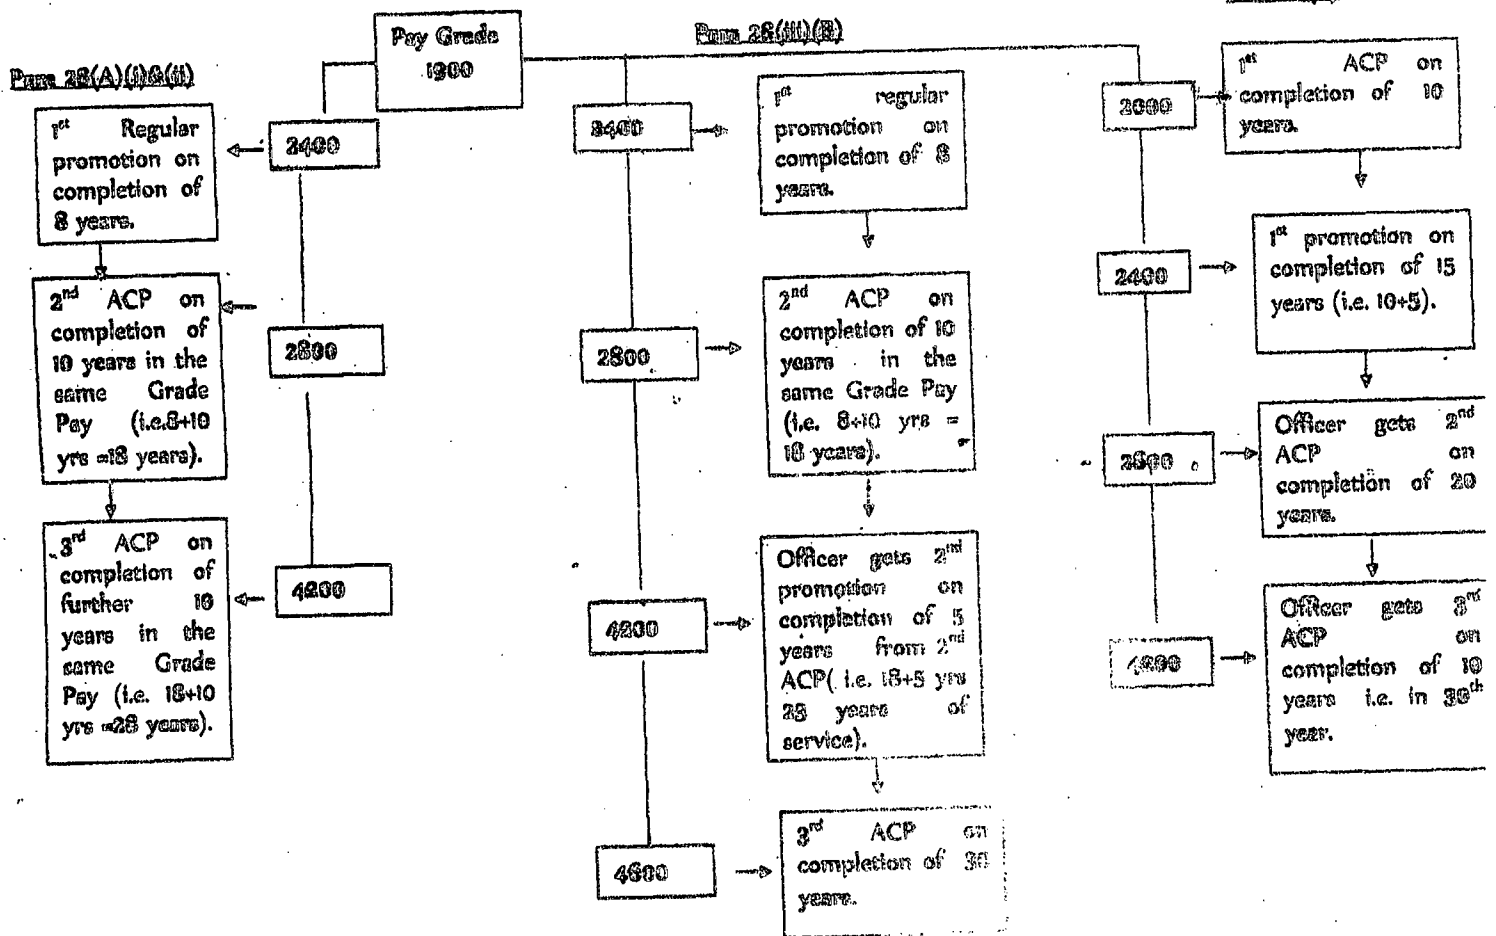 Pay Grade
1900
Para 28(A)(i)&(ii)
1st Regular
promotion on
completion of
8 years.
2400
2nd ACP on
completion of
10 years in the
same Grade
Pay (i.e.8+10
yrs =18 years).
2800
3rd ACP on
completion of
further 10
years in the
same Grade
Pay (i.e. 18+10
yrs =28 years).
4200
Para 28(iii)(B)
2400
1st regular
promotion on
completion of 8
years.
2800
2nd ACP on
completion of 10
years in the
same Grade Pay
(i.e. 8+10 yrs =
18 years).
4200
Officer gets 2nd
promotion on
completion of 5
years from 2nd
ACP( i.e. 18+5 yrs
23 years of
service).
4600
3rd ACP on
completion of 30
years.
2000
1st ACP on
completion of 10
years.
2400
1st promotion on
completion of 15
years (i.e. 10+5).
2800
Officer gets 2nd
ACP on
completion of 20
years.
4200
Officer gets 3rd
ACP on
completion of 10
years i.e. in 30th
year.